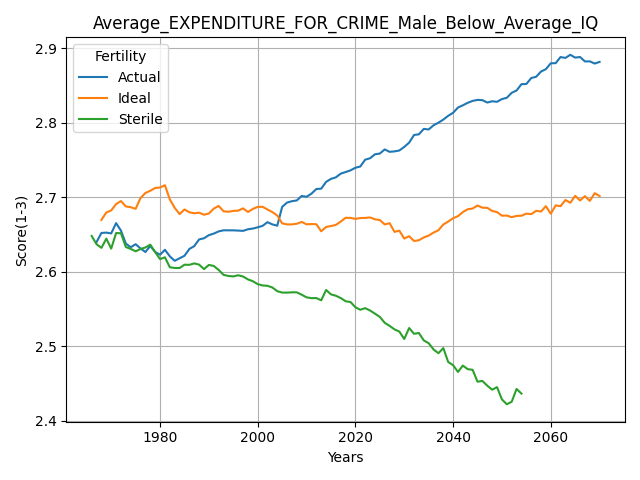 Average_EXPENDITURE_FOR_CRIME_Male_Below_Average_IQ
Fertility
Actual
Ideal
Sterile
Score(1-3)
2.9
2.8
2.7
2.6
2.5
2.4
1980 2000 2020 2040 2060
Years